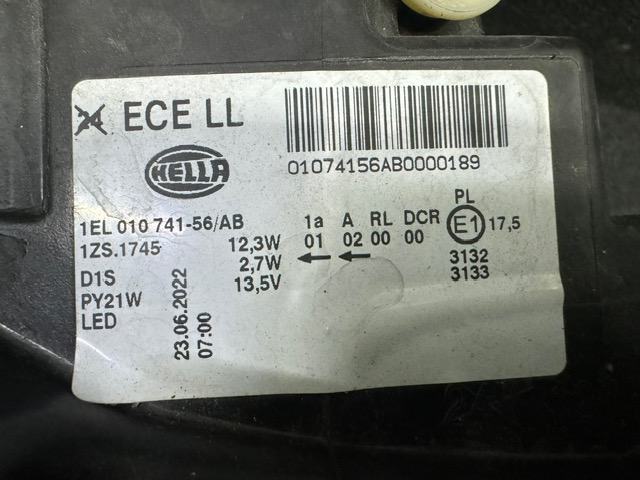 24 ECE LL
HELLA
01074156AB0000189
1EL 010 741-56/AB
1ZS.1745
D1S
PY21W
LED
12,3W
2,7W
13,5V
23.06.2022
07:00
1a A RL DCR
01 02 00 00
← ←
PL
E1 17,5
3132
3133